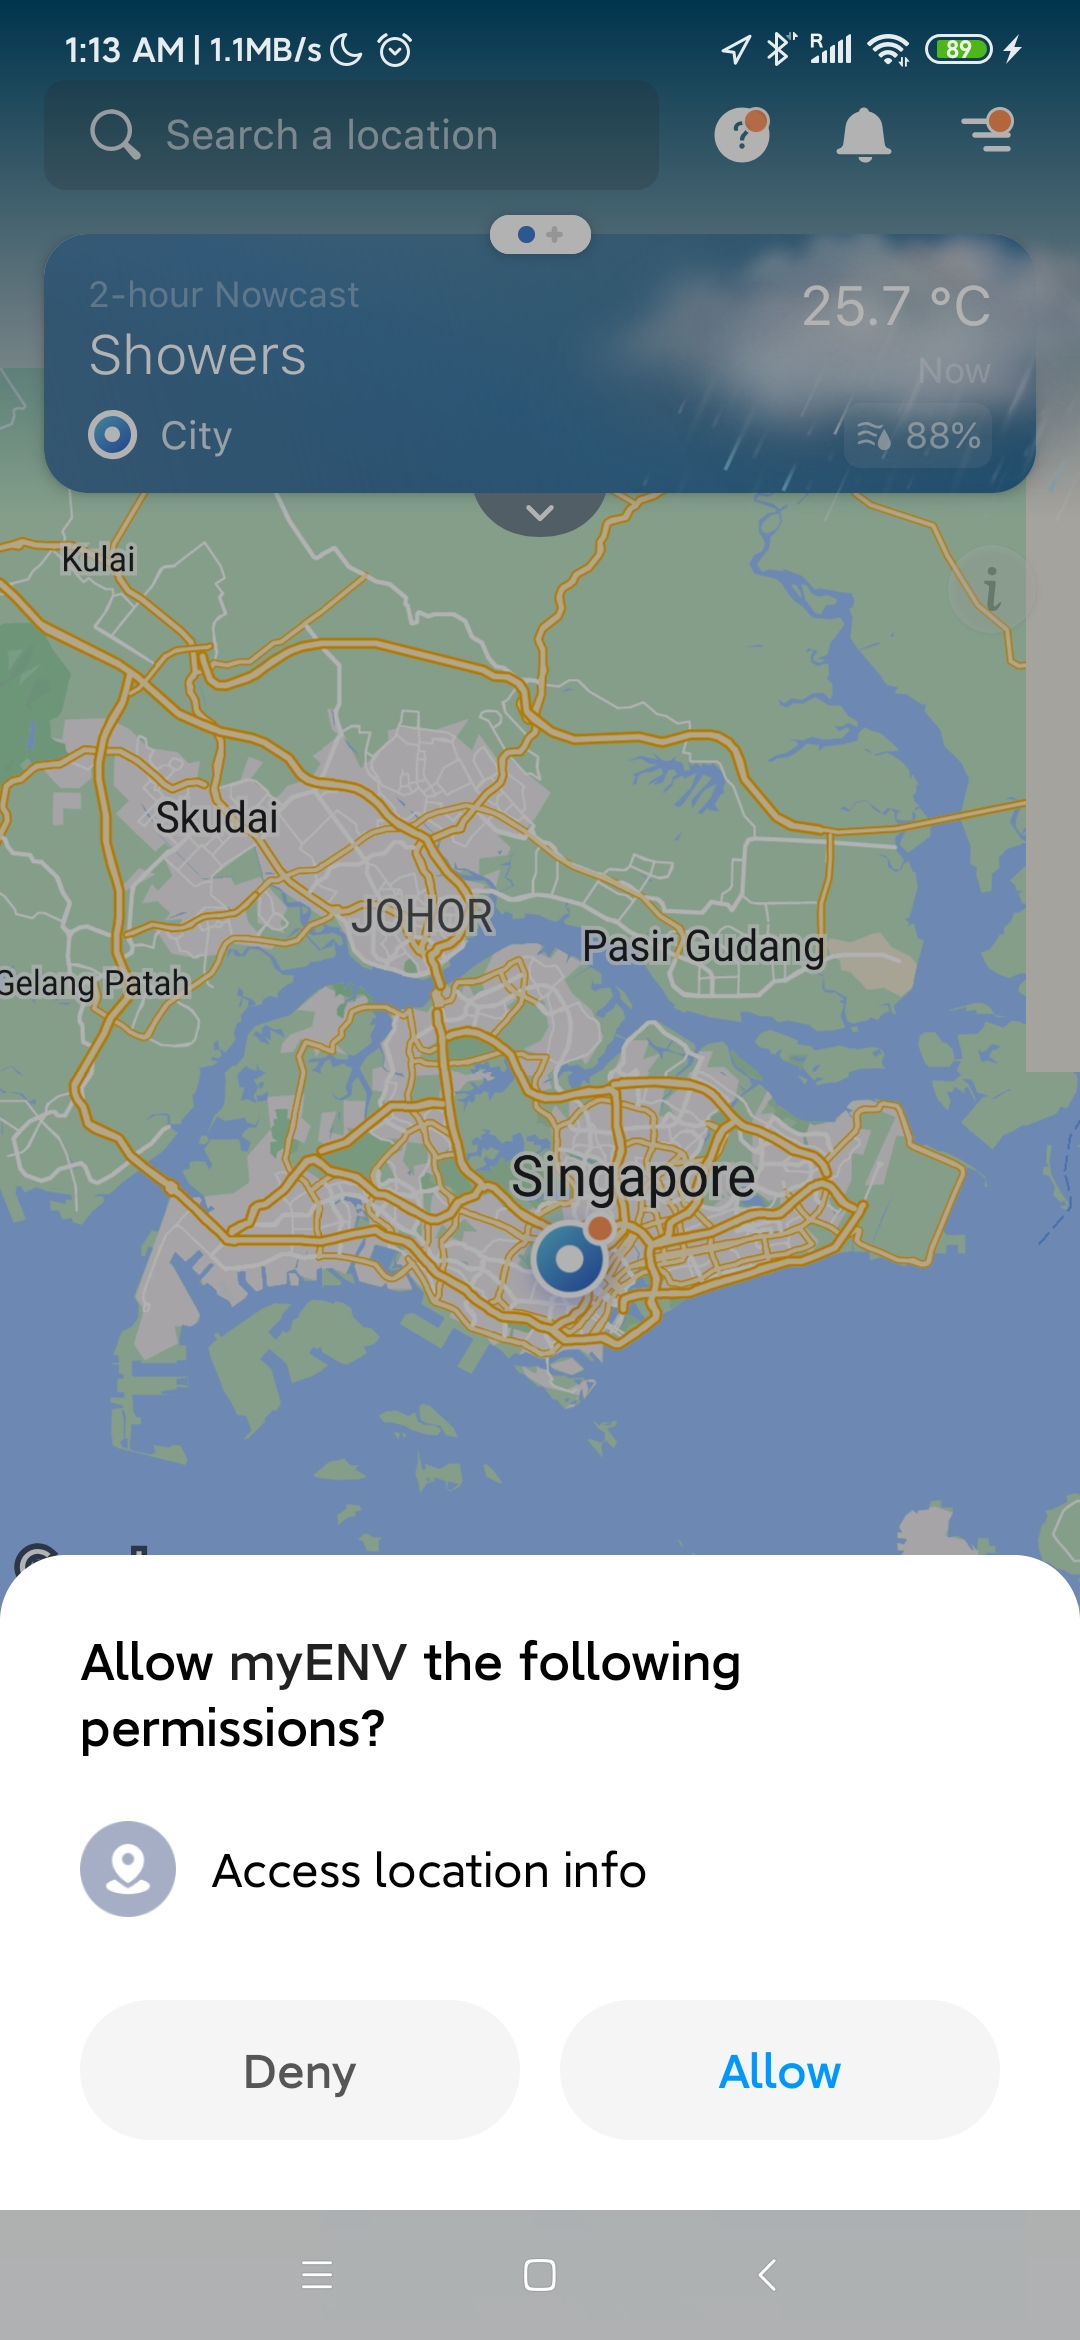 1:13 AM | 1.1MB/s
R
89
Search a location
2-hour Nowcast
25.7 °C
Showers
Now
City
88%
Kulai
i
Skudai
JOHOR
Pasir Gudang
Gelang Patah
Singapore
Allow myENV the following
permissions?
Access location info
Deny
Allow